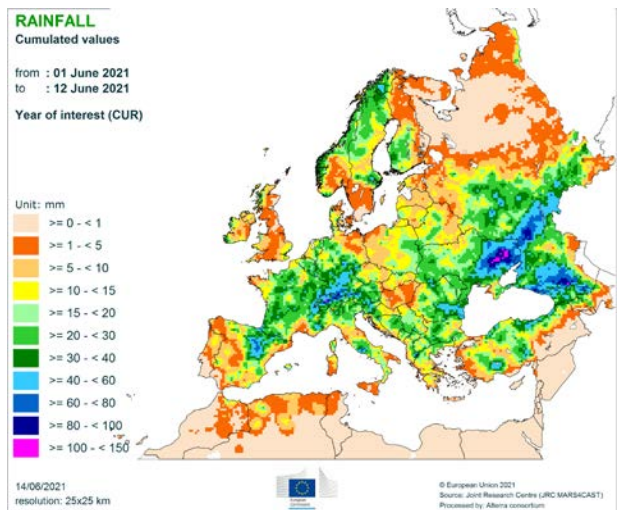 RAINFALL
Cumulated values
from : 01 June 2021
to : 12 June 2021
Year of interest (CUR)
Unit: mm
>= 0 - < 1
>= 1 - < 5
>= 5 - < 10
>= 10 - < 15
>= 15 - < 20
>= 20 - < 30
>= 30 - < 40
>= 40 - < 60
>= 60 - < 80
>= 80 - < 100
>= 100 - < 150
14/06/2021
resolution: 25x25 km
© European Union 2021
Source: Joint Research Centre (JRC MARS4CAST)
Processed by: Alterra consortium